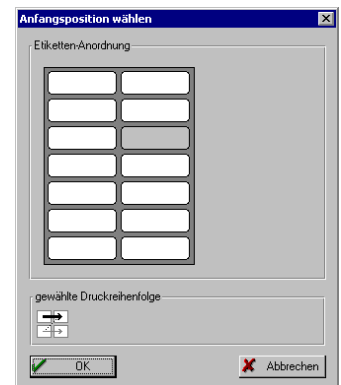 Anfangsposition wählen
Etiketten-Anordnung
gewählte Druckreihenfolge
OK
Abbrechen